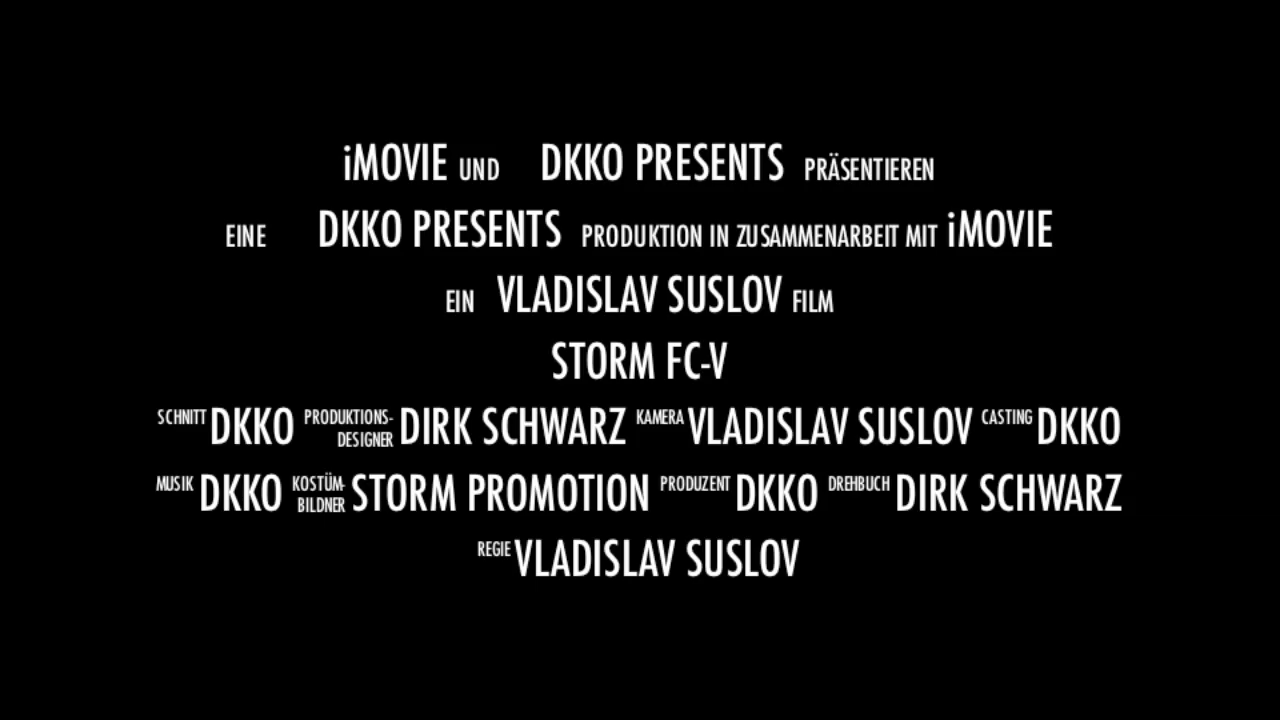 iMOVIE UND DKKO PRESENTS PRÄSENTIEREN
EINE DKKO PRESENTS PRODUKTION IN ZUSAMMENARBEIT MIT iMOVIE
EIN VLADISLAV SUSLOV FILM
STORM FC-V
SCHNITT DKKO PRODUKTIONS-DESIGNER DIRK SCHWARZ KAMERA VLADISLAV SUSLOV CASTING DKKO
MUSIK DKKO KOSTÜM-BILDNER STORM PROMOTION PRODUZENT DKKO DREHBUCH DIRK SCHWARZ
REGIE VLADISLAV SUSLOV